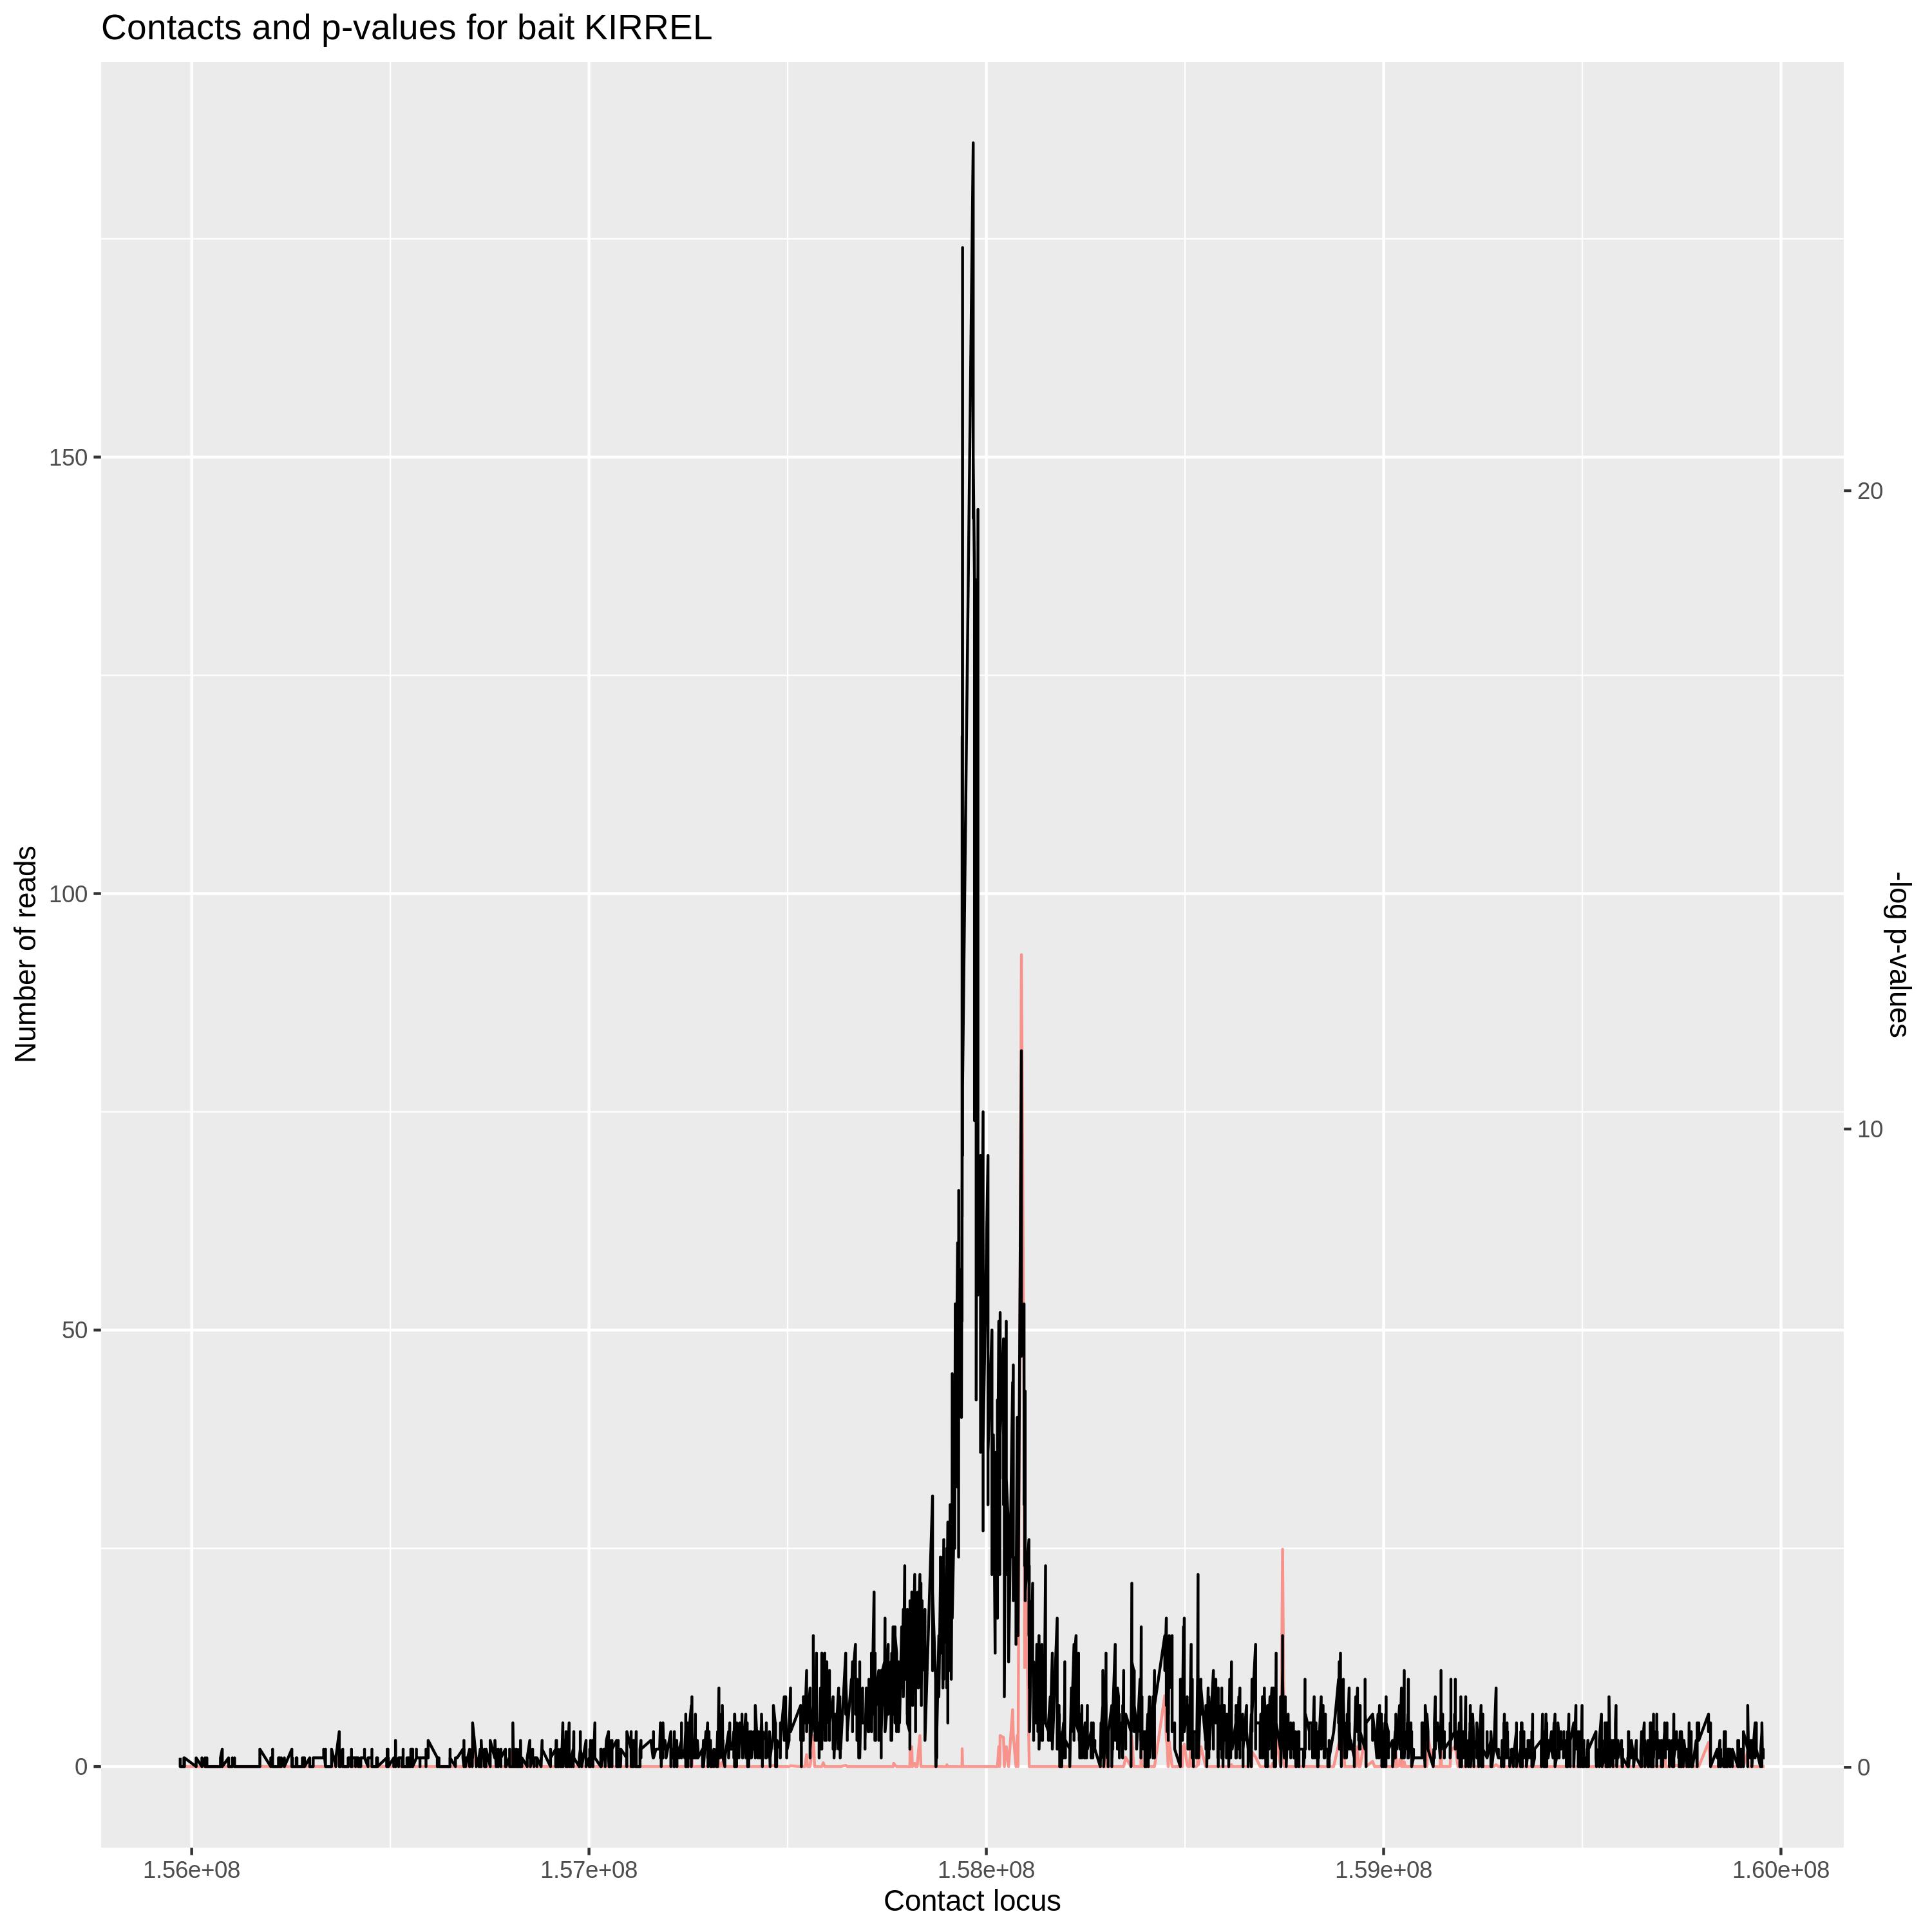 Contacts and p-values for bait KIRREL
Number of reads
150
100
50
0
20
10
0
-log p-values
1.56e+08 1.57e+08 1.58e+08 1.59e+08 1.60e+08
Contact locus